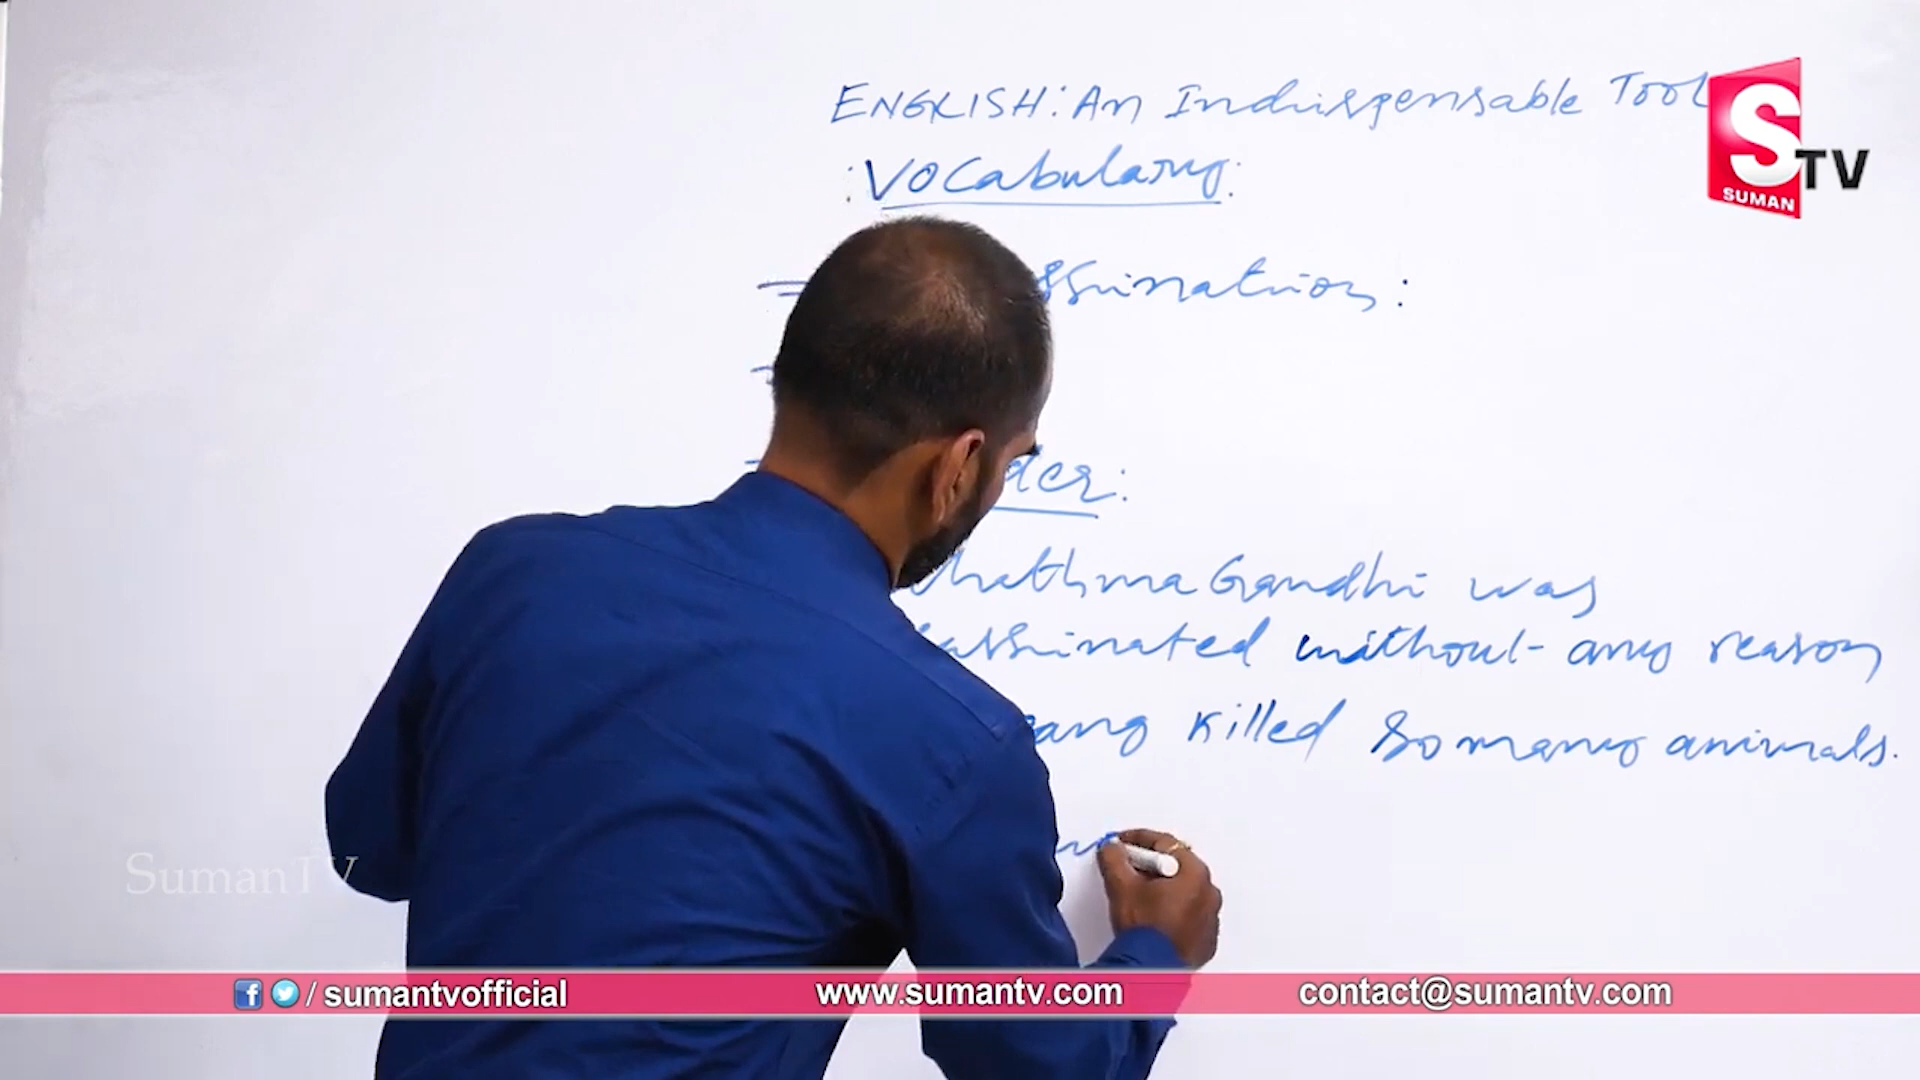 ENGLISH: An Indispensable Tool
: Vocabulary:
ssination:
der:
hathma Gandhi was
assinated without any reason
killed So many animals.
S TV
SUMAN
SumanTV
/ sumantvofficial
www.sumantv.com
contact@sumantv.com